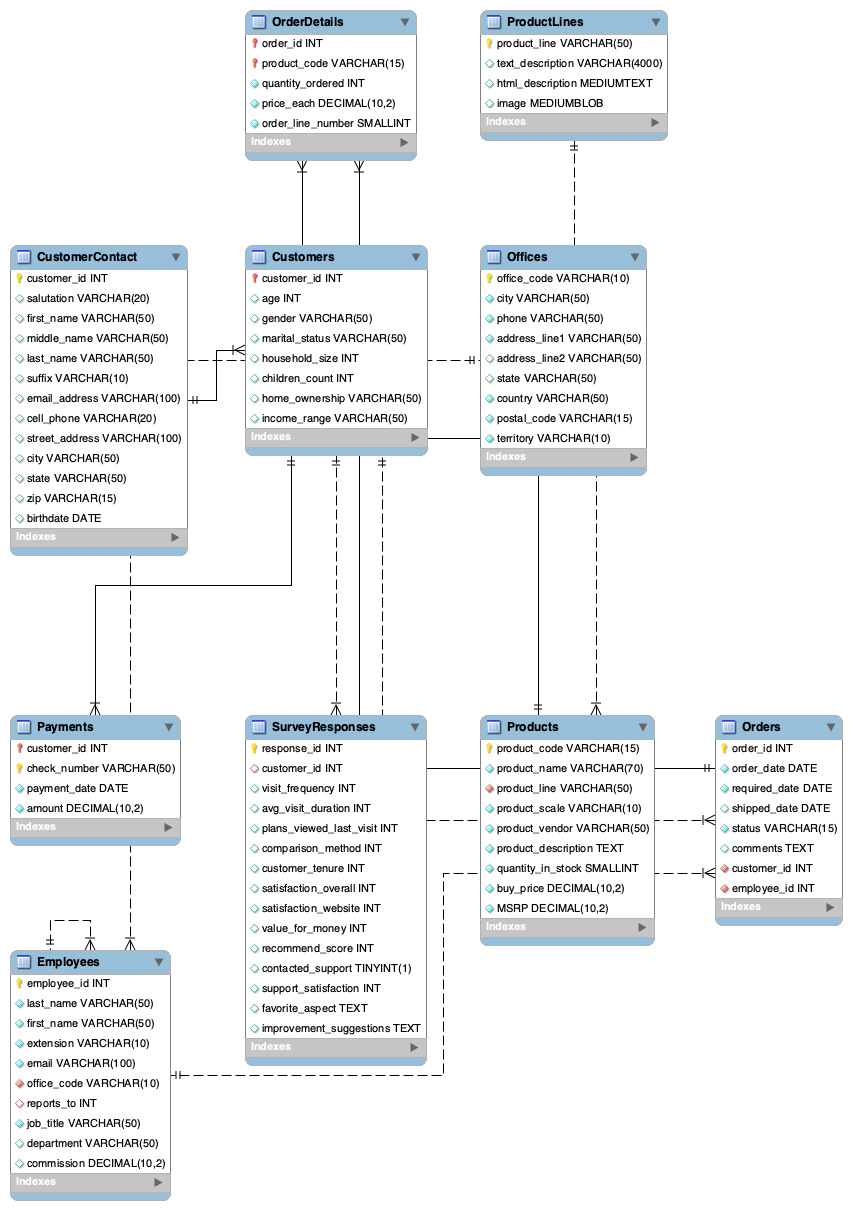 OrderDetails
order_id INT
product_code VARCHAR(15)
quantity_ordered INT
price_each DECIMAL(10,2)
order_line_number SMALLINT
Indexes
ProductLines
product_line VARCHAR(50)
text_description VARCHAR(4000)
html_description MEDIUMTEXT
image MEDIUMBLOB
Indexes
CustomerContact
customer_id INT
salutation VARCHAR(20)
first_name VARCHAR(50)
middle_name VARCHAR(50)
last_name VARCHAR(50)
suffix VARCHAR(10)
email_address VARCHAR(100)
cell_phone VARCHAR(20)
street_address VARCHAR(100)
city VARCHAR(50)
state VARCHAR(50)
zip VARCHAR(15)
birthdate DATE
Indexes
Customers
customer_id INT
age INT
gender VARCHAR(50)
marital_status VARCHAR(50)
household_size INT
children_count INT
home_ownership VARCHAR(50)
income_range VARCHAR(50)
Indexes
Offices
office_code VARCHAR(10)
city VARCHAR(50)
phone VARCHAR(50)
address_line1 VARCHAR(50)
address_line2 VARCHAR(50)
state VARCHAR(50)
country VARCHAR(50)
postal_code VARCHAR(15)
territory VARCHAR(10)
Indexes
Payments
customer_id INT
check_number VARCHAR(50)
payment_date DATE
amount DECIMAL(10,2)
Indexes
SurveyResponses
response_id INT
customer_id INT
visit_frequency INT
avg_visit_duration INT
plans_viewed_last_visit INT
comparison_method INT
customer_tenure INT
satisfaction_overall INT
satisfaction_website INT
value_for_money INT
recommend_score INT
contacted_support TINYINT(1)
support_satisfaction INT
favorite_aspect TEXT
improvement_suggestions TEXT
Indexes
Products
product_code VARCHAR(15)
product_name VARCHAR(70)
product_line VARCHAR(50)
product_scale VARCHAR(10)
product_vendor VARCHAR(50)
product_description TEXT
quantity_in_stock SMALLINT
buy_price DECIMAL(10,2)
MSRP DECIMAL(10,2)
Indexes
Orders
order_id INT
order_date DATE
required_date DATE
shipped_date DATE
status VARCHAR(15)
comments TEXT
customer_id INT
employee_id INT
Indexes
Employees
employee_id INT
last_name VARCHAR(50)
first_name VARCHAR(50)
extension VARCHAR(10)
email VARCHAR(100)
office_code VARCHAR(10)
reports_to INT
job_title VARCHAR(50)
department VARCHAR(50)
commission DECIMAL(10,2)
Indexes